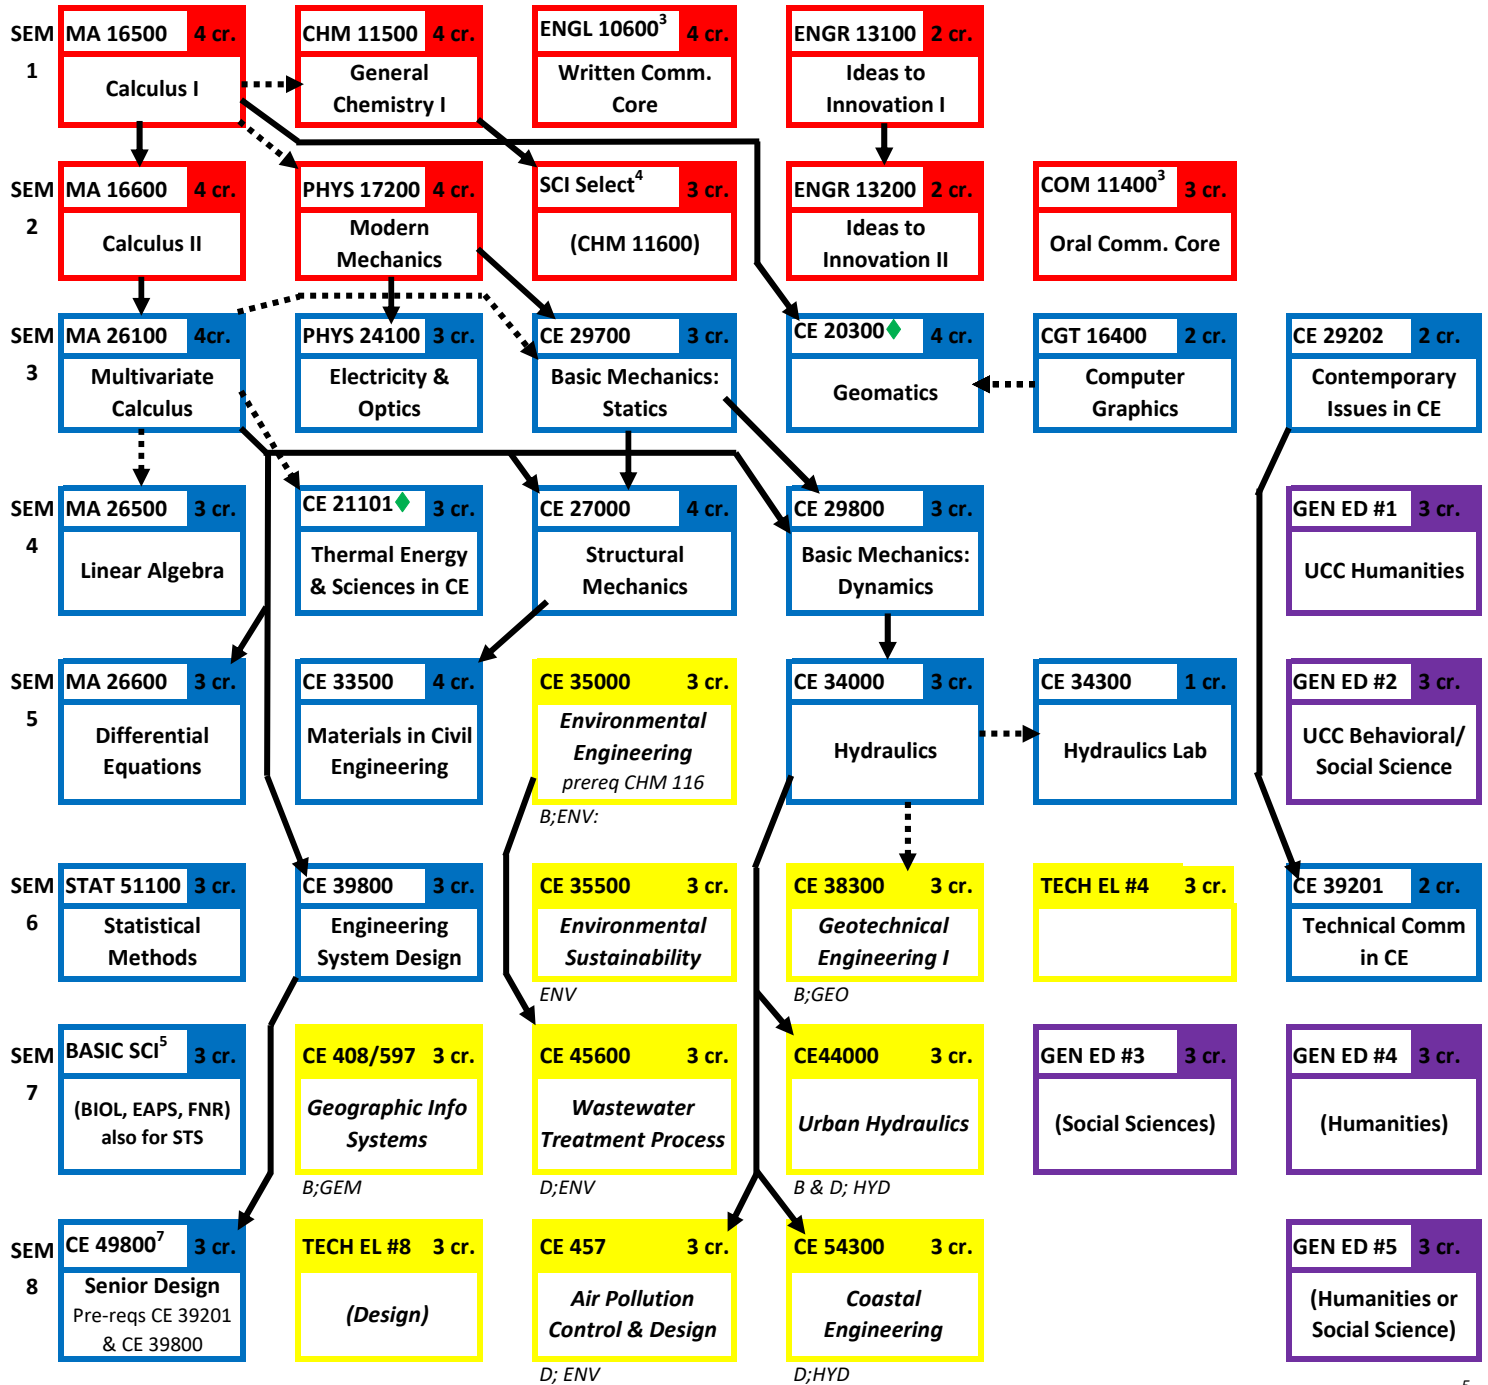 SEM 1
MA 16500 4 cr.
Calculus I
CHM 11500 4 cr.
General
Chemistry I
ENGL 10600³ 4 cr.
Written Comm.
Core
ENGR 13100 2 cr.
Ideas to
Innovation I
SEM 2
MA 16600 4 cr.
Calculus II
PHYS 17200 4 cr.
Modern
Mechanics
SCI Select⁴ 3 cr.
(CHM 11600)
ENGR 13200 2 cr.
Ideas to
Innovation II
COM 11400³ 3 cr.
Oral Comm. Core
SEM 3
MA 26100 4cr.
Multivariate
Calculus
PHYS 24100 3 cr.
Electricity &
Optics
CE 29700 3 cr.
Basic Mechanics:
Statics
CE 20300♦ 4 cr.
Geomatics
CGT 16400 2 cr.
Computer
Graphics
CE 29202 2 cr.
Contemporary
Issues in CE
SEM 4
MA 26500 3 cr.
Linear Algebra
CE 21101♦ 3 cr.
Thermal Energy
& Sciences in CE
CE 27000 4 cr.
Structural
Mechanics
CE 29800 3 cr.
Basic Mechanics:
Dynamics
GEN ED #1 3 cr.
UCC Humanities
SEM 5
MA 26600 3 cr.
Differential
Equations
CE 33500 4 cr.
Materials in Civil
Engineering
CE 35000 3 cr.
Environmental
Engineering
prereq CHM 116
B;ENV:
CE 34000 3 cr.
Hydraulics
CE 34300 1 cr.
Hydraulics Lab
GEN ED #2 3 cr.
UCC Behavioral/
Social Science
SEM 6
STAT 51100 3 cr.
Statistical
Methods
CE 39800 3 cr.
Engineering
System Design
CE 35500 3 cr.
Environmental
Sustainability
ENV
CE 38300 3 cr.
Geotechnical
Engineering I
B;GEO
TECH EL #4 3 cr.
CE 39201 2 cr.
Technical Comm
in CE
SEM 7
BASIC SCI⁵ 3 cr.
(BIOL, EAPS, FNR)
also for STS
CE 408/597 3 cr.
Geographic Info
Systems
B;GEM
CE 45600 3 cr.
Wastewater
Treatment Process
D;ENV
CE44000 3 cr.
Urban Hydraulics
B & D; HYD
GEN ED #3 3 cr.
(Social Sciences)
GEN ED #4 3 cr.
(Humanities)
SEM 8
CE 49800⁷ 3 cr.
Senior Design
Pre-reqs CE 39201
& CE 39800
TECH EL #8 3 cr.
(Design)
CE 457 3 cr.
Air Pollution
Control & Design
D; ENV
CE 54300 3 cr.
Coastal
Engineering
D;HYD
GEN ED #5 3 cr.
(Humanities or
Social Science)